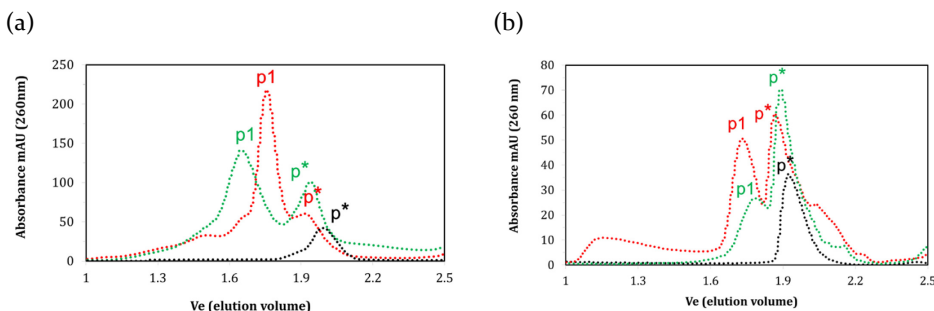 (a)
(b)
Absorbance mAU (260nm)
250
200
150
100
50
0
p1
p1
p*
p*
p*
1
1.3
1.6
1.9
2.2
2.5
Ve (elution volume)
Absorbance mAU (260 nm)
80
70
60
50
40
30
20
10
0
p*
p*
p1
p*
p1
1
1.3
1.6
1.9
2.2
2.5
Ve (elution volume)